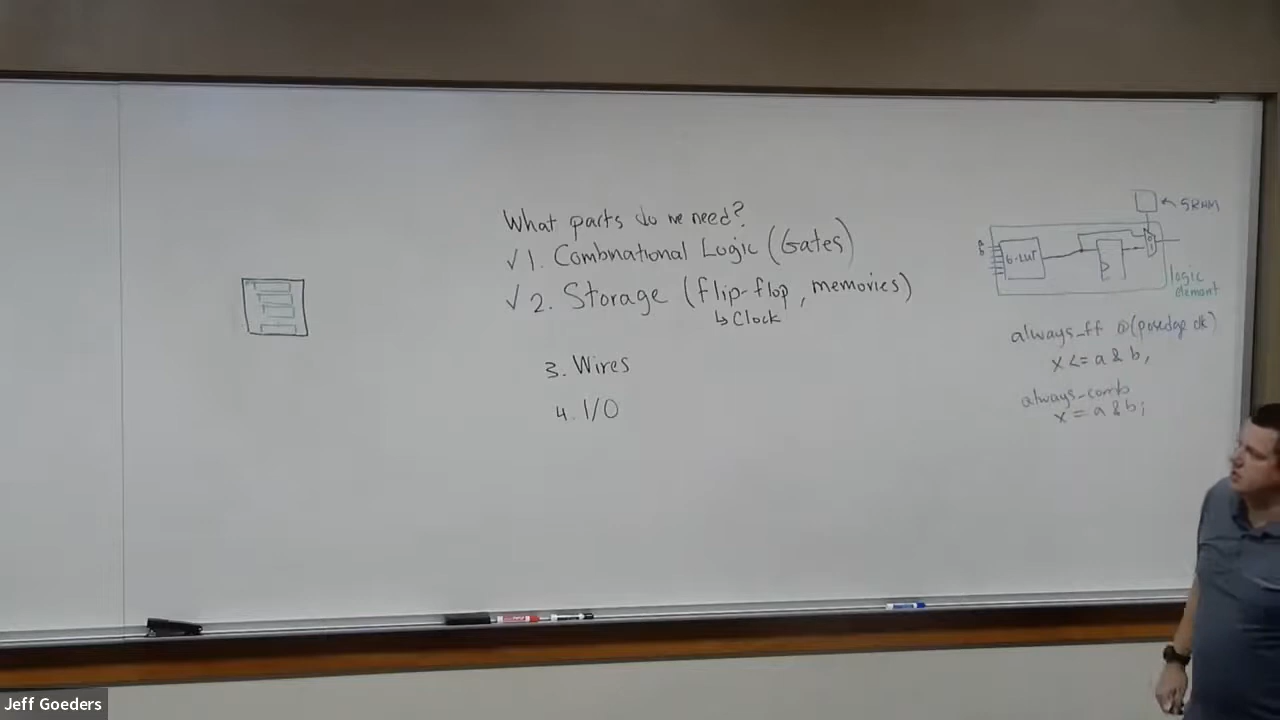 What parts do we need?
✓ 1. Combnational Logic (Gates)
✓ 2. Storage (flip-flop, memories)
↳ Clock
3. Wires
4. I/O
SRAM
6-LUT
logic
element
always_ff @(posedge clk)
x <= a & b;
always_comb
x = a & b;
Jeff Goeders